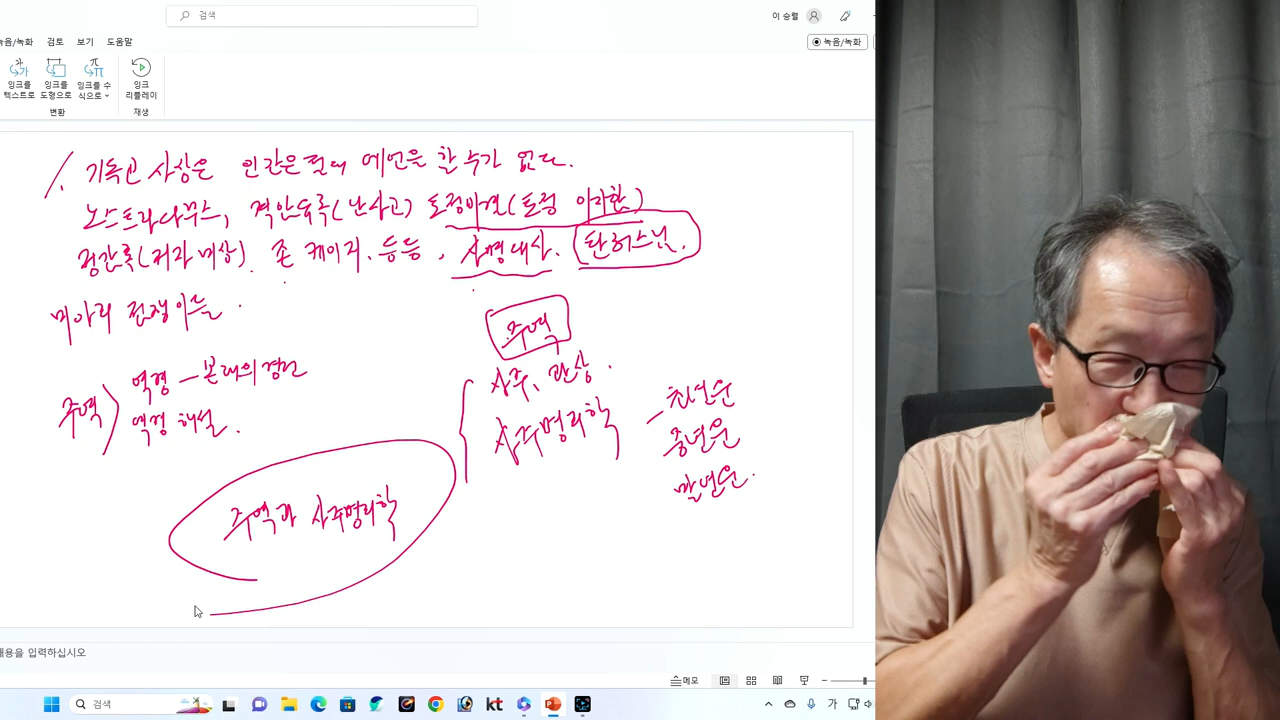 검색
이 승렬
녹음/녹화 검토 보기 도움말
녹음/녹화
잉크를 텍스트로
잉크를 도형으로
잉크를 수식으로
잉크 리플레이
변환
재생
1. 기독교 사상은 인간은 절대 예언을 할 수가 없다.
노스트라다무스, 격암유록(남사고) 토정비결(토정 이지함)
정감록(저자 미상). 존 케이지. 등등, 사명대사. 탄허스님.
미아리 점쟁이들.
주역
역경 - 본래의 경전
역경 해설.
주역
사주, 관상.
사주명리학
초년운
중년운
말년운.
주역과 사주명리학
내용을 입력하십시오
메모
검색
kt
가